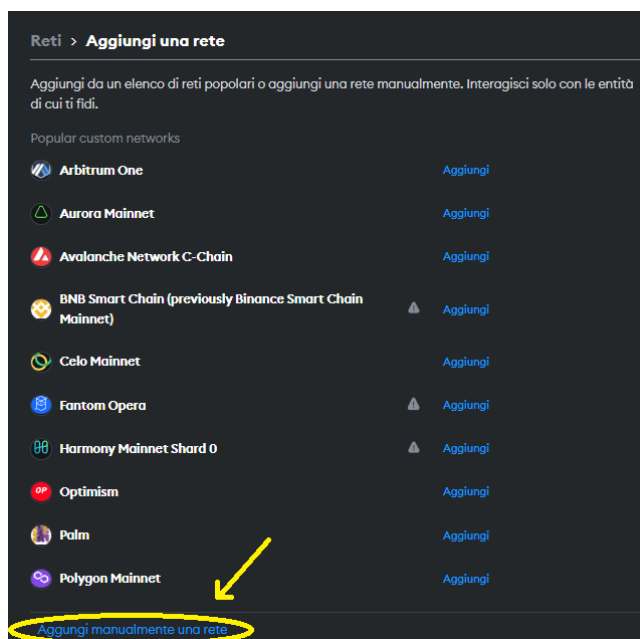 Reti > Aggiungi una rete
Aggiungi da un elenco di reti popolari o aggiungi una rete manualmente. Interagisci solo con le entità
di cui ti fidi.
Popular custom networks
Arbitrum One Aggiungi
Aurora Mainnet Aggiungi
Avalanche Network C-Chain Aggiungi
BNB Smart Chain (previously Binance Smart Chain
Mainnet) Aggiungi
Celo Mainnet Aggiungi
Fantom Opera Aggiungi
Harmony Mainnet Shard 0 Aggiungi
OP Optimism Aggiungi
Palm Aggiungi
Polygon Mainnet Aggiungi
Aggungi manualmente una rete